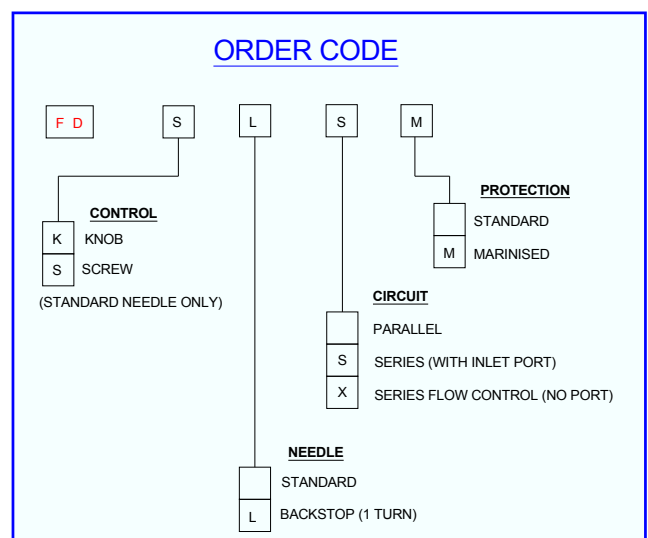 ORDER CODE
F D S L S M
CONTROL
K KNOB
S SCREW
(STANDARD NEEDLE ONLY)
PROTECTION
STANDARD
M MARINISED
CIRCUIT
PARALLEL
S SERIES (WITH INLET PORT)
X SERIES FLOW CONTROL (NO PORT)
NEEDLE
STANDARD
L BACKSTOP (1 TURN)